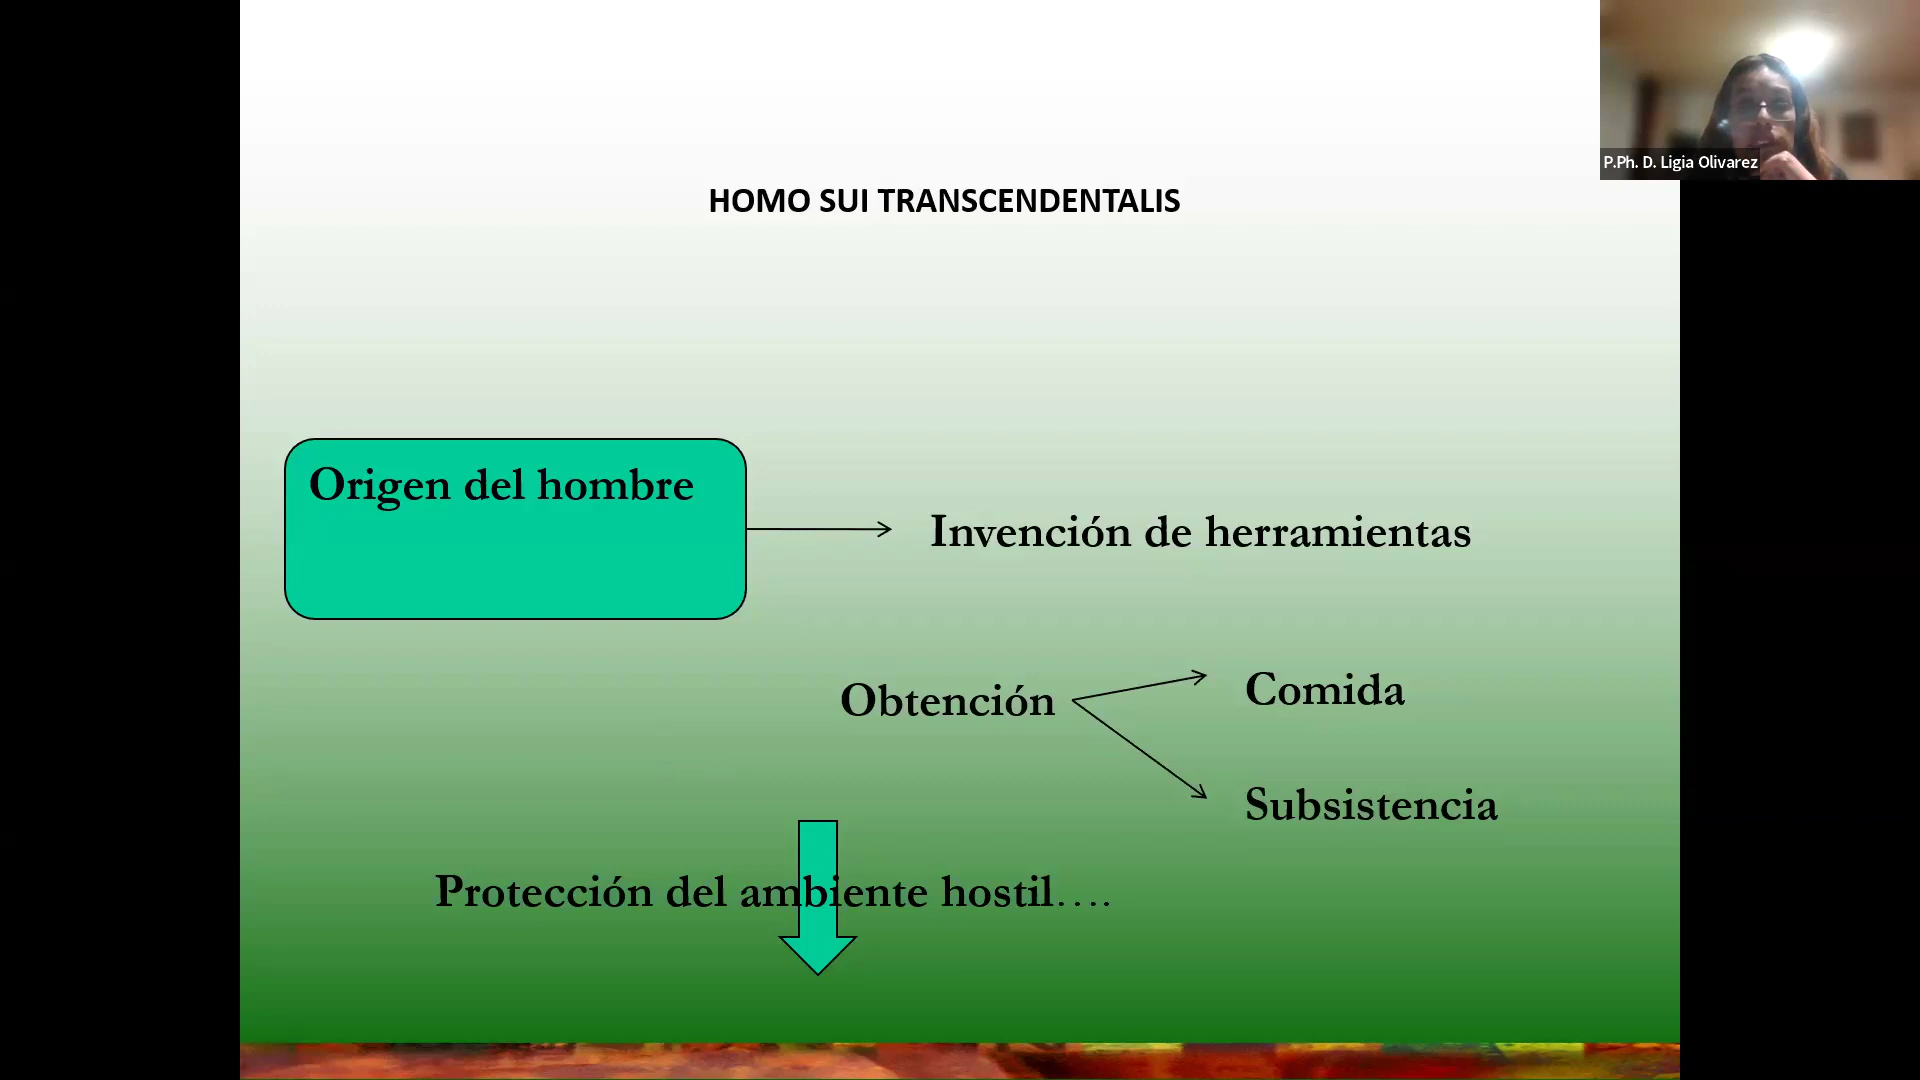 P.Ph. D. Ligia Olivarez
HOMO SUI TRANSCENDENTALIS
Origen del hombre
Invención de herramientas
Obtención
Comida
Subsistencia
Protección del ambiente hostil....